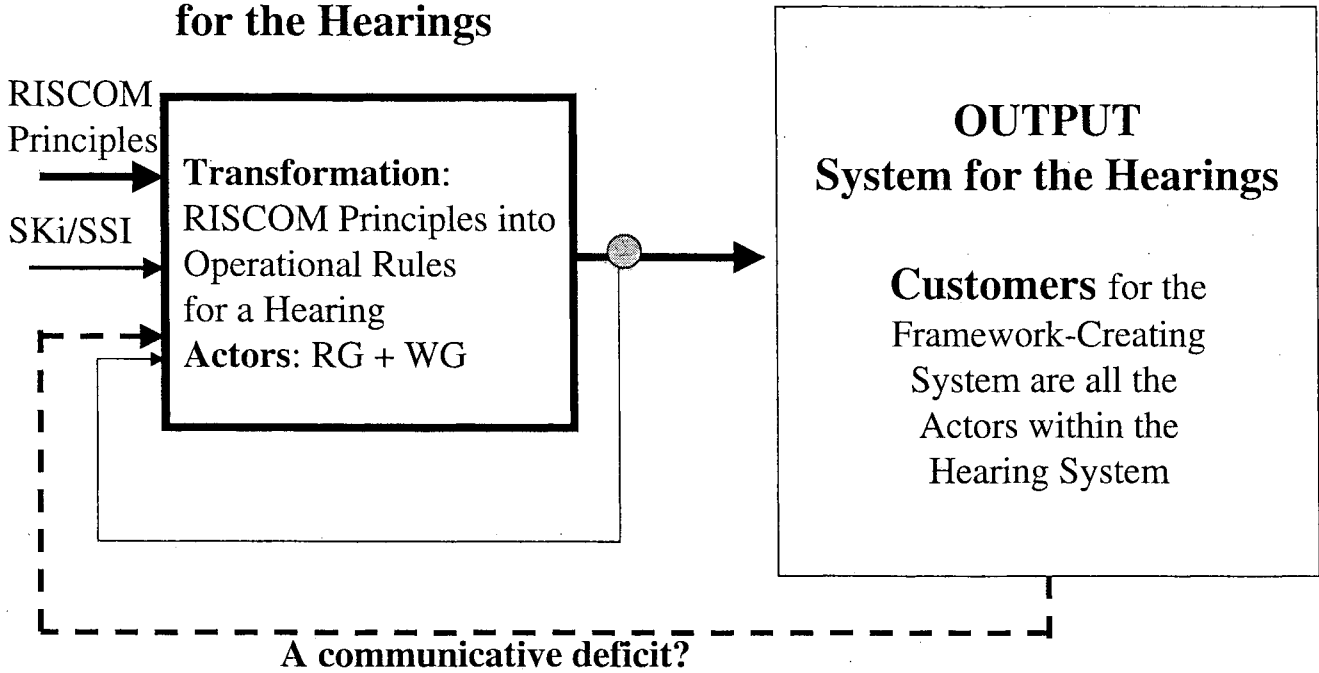 for the Hearings
RISCOM
Principles
SKi/SSI
Transformation:
RISCOM Principles into
Operational Rules
for a Hearing
Actors: RG + WG
OUTPUT
System for the Hearings
Customers for the
Framework-Creating
System are all the
Actors within the
Hearing System
A communicative deficit?